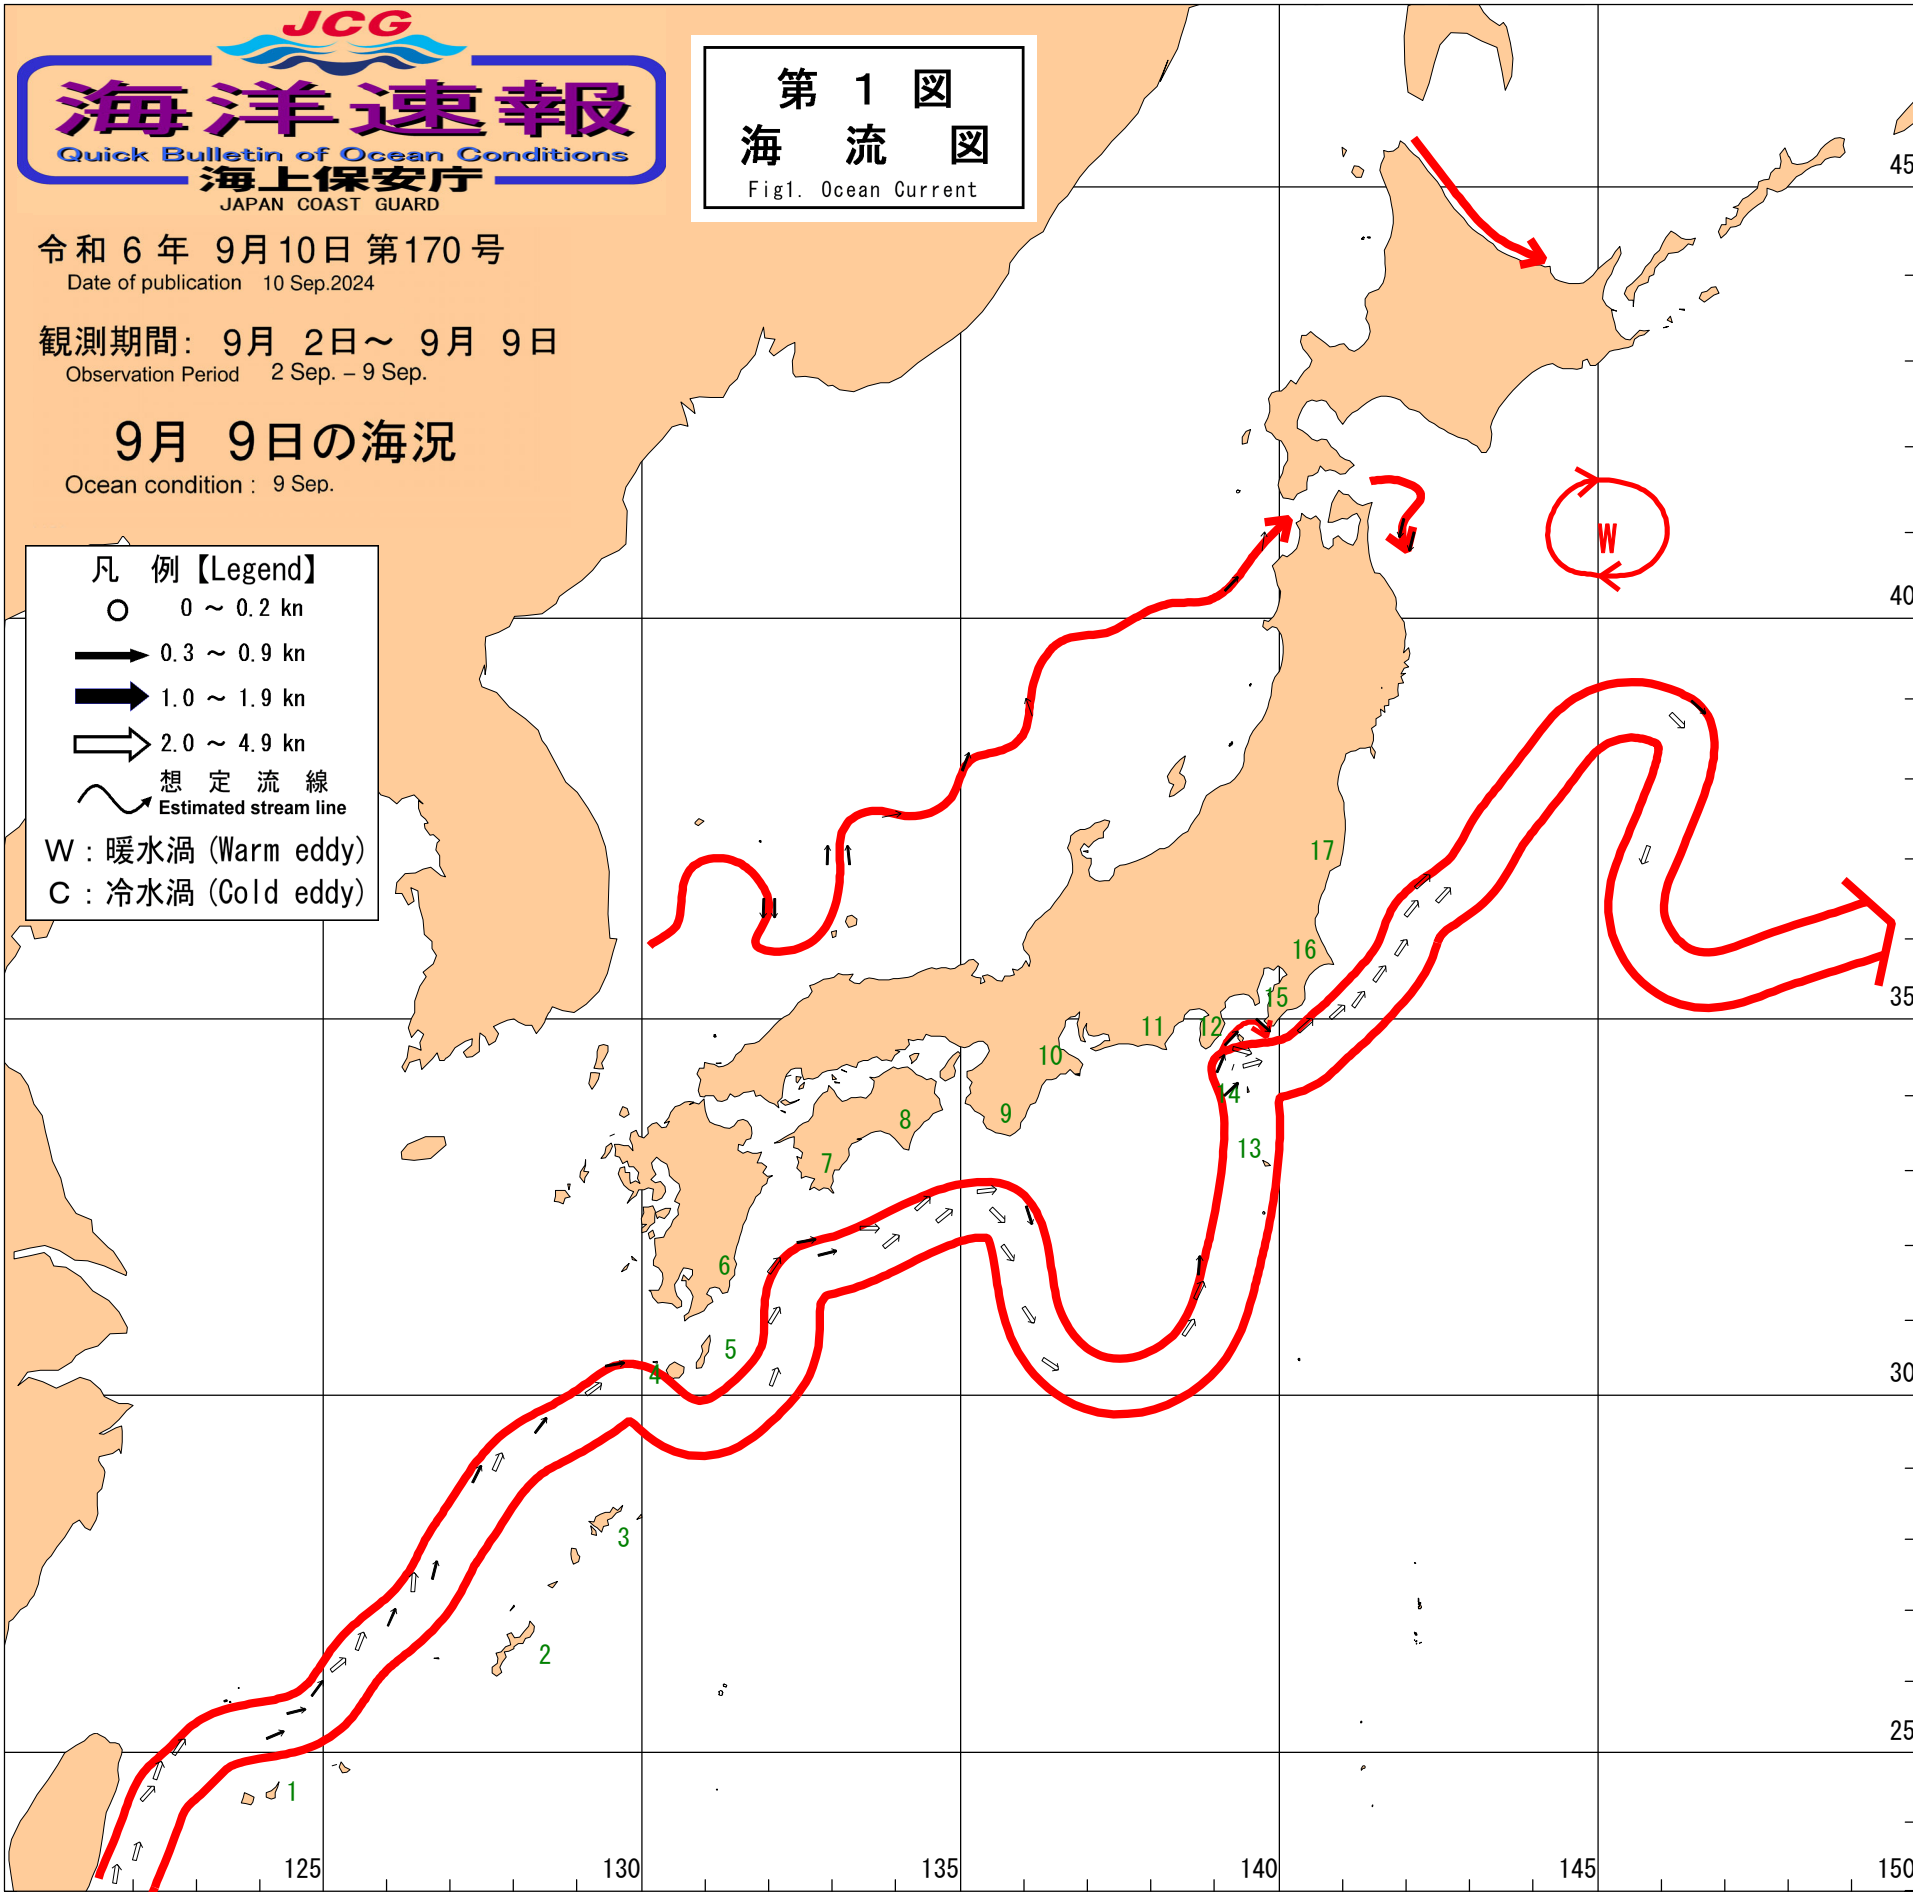 JCG
海洋速報
Quick Bulletin of Ocean Conditions
海上保安庁
JAPAN COAST GUARD
第 1 図
海 流 図
Fig1. Ocean Current
令和 6 年 9月10日 第170 号
Date of publication 10 Sep.2024
観測期間: 9月 2日～ 9月 9日
Observation Period 2 Sep. – 9 Sep.
9月 9日の海況
Ocean condition : 9 Sep.
凡 例【Legend】
0 ～ 0.2 kn
0.3 ～ 0.9 kn
1.0 ～ 1.9 kn
2.0 ～ 4.9 kn
想 定 流 線
Estimated stream line
W : 暖水渦 (Warm eddy)
C : 冷水渦 (Cold eddy)
45
W
40
17
16
35
15
12
11
10
14
9
8
13
7
6
5
4
30
3
2
25
1
125
130
135
140
145
150